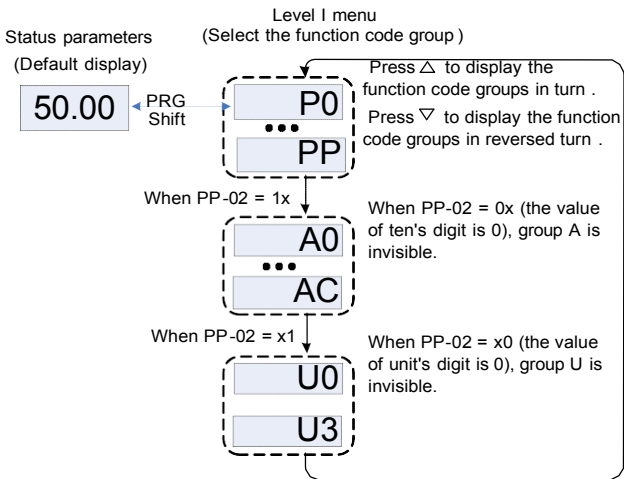 Level I menu
(Select the function code group )
Status parameters
(Default display)
50.00
PRG
Shift
P0
•••
PP
Press △ to display the
function code groups in turn .
Press ▽ to display the function
code groups in reversed turn .
When PP-02 = 1x
A0
•••
AC
When PP-02 = 0x (the value
of ten's digit is 0), group A is
invisible.
When PP-02 = x1
U0
U3
When PP-02 = x0 (the value
of unit's digit is 0), group U is
invisible.